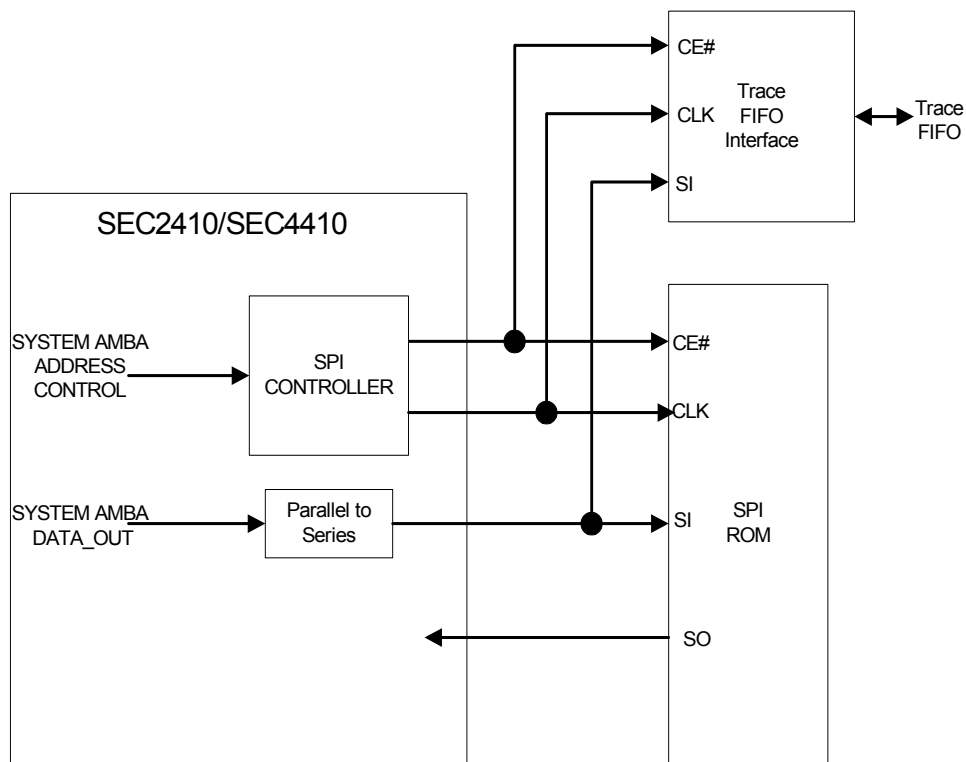 CE#
CLK
SI
Trace
FIFO
Interface
Trace
FIFO
SEC2410/SEC4410
SYSTEM AMBA
ADDRESS
CONTROL
SPI
CONTROLLER
SYSTEM AMBA
DATA_OUT
Parallel to
Series
CE#
CLK
SI
SPI
ROM
SO